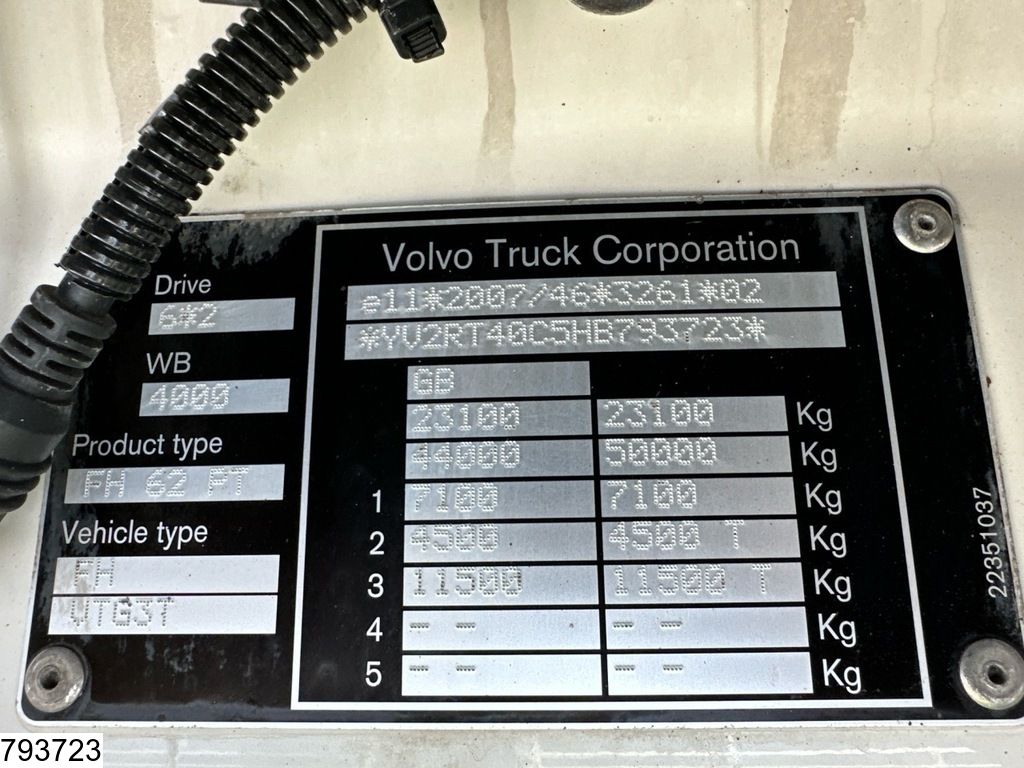 Volvo Truck Corporation
e11*2007/46*3261*02
*YV2RT40C5HB793723*
Drive
6*2
WB
4000
Product type
FH 62 PT
Vehicle type
FH
VTG3T
GB
23100 23100 Kg
44000 50000 Kg
1 7100 7100 Kg
2 4500 4500 T Kg
3 11500 11500 T Kg
4 -- -- Kg
5 -- -- Kg
22351037
793723